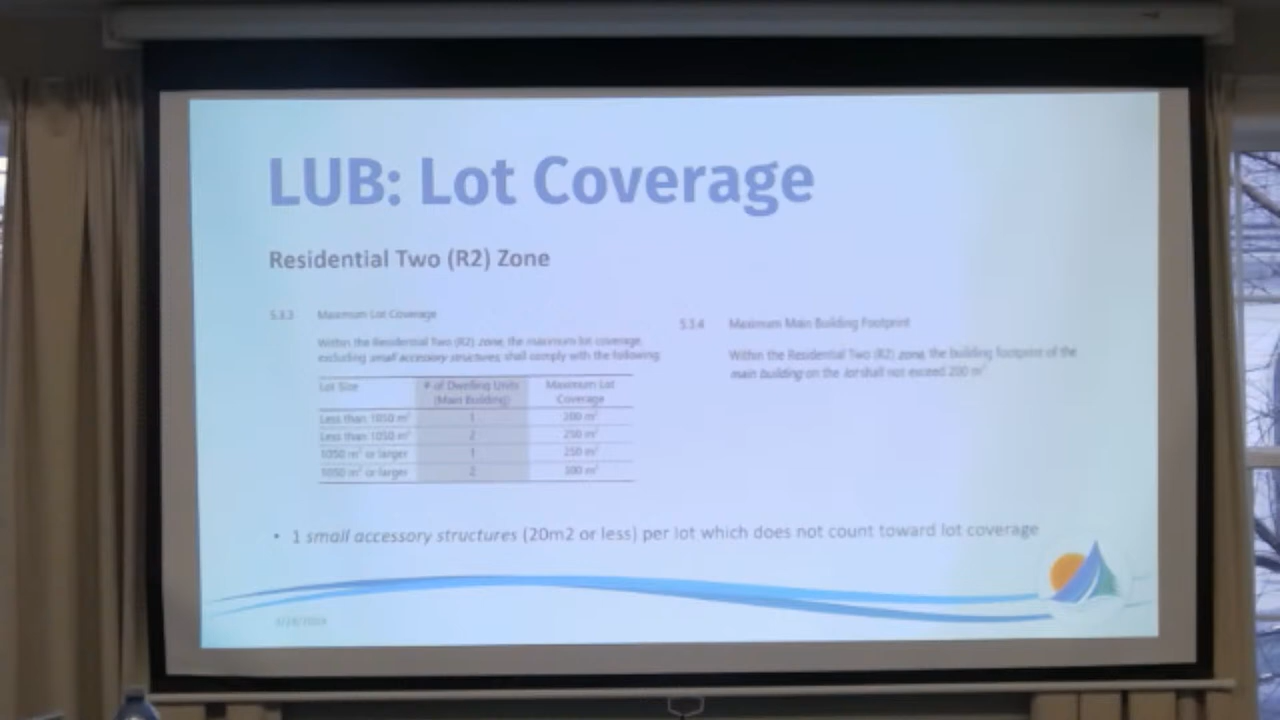 LUB: Lot Coverage
Residential Two (R2) Zone
5.3.3 Maximum Lot Coverage
Within the Residential Two (R2) zone, the maximum lot coverage,
excluding small accessory structures, shall comply with the following:
Lot Size # of Dwelling Units (Main Building) Maximum Lot Coverage
Less than 1050 m² 1 200 m²
Less than 1050 m² 2 250 m²
1050 m² or larger 1 250 m²
1050 m² or larger 2 300 m²
5.3.4 Maximum Main Building Footprint
Within the Residential Two (R2) zone, the building footprint of the
main building on the lot shall not exceed 200 m²
• 1 small accessory structures (20m2 or less) per lot which does not count toward lot coverage